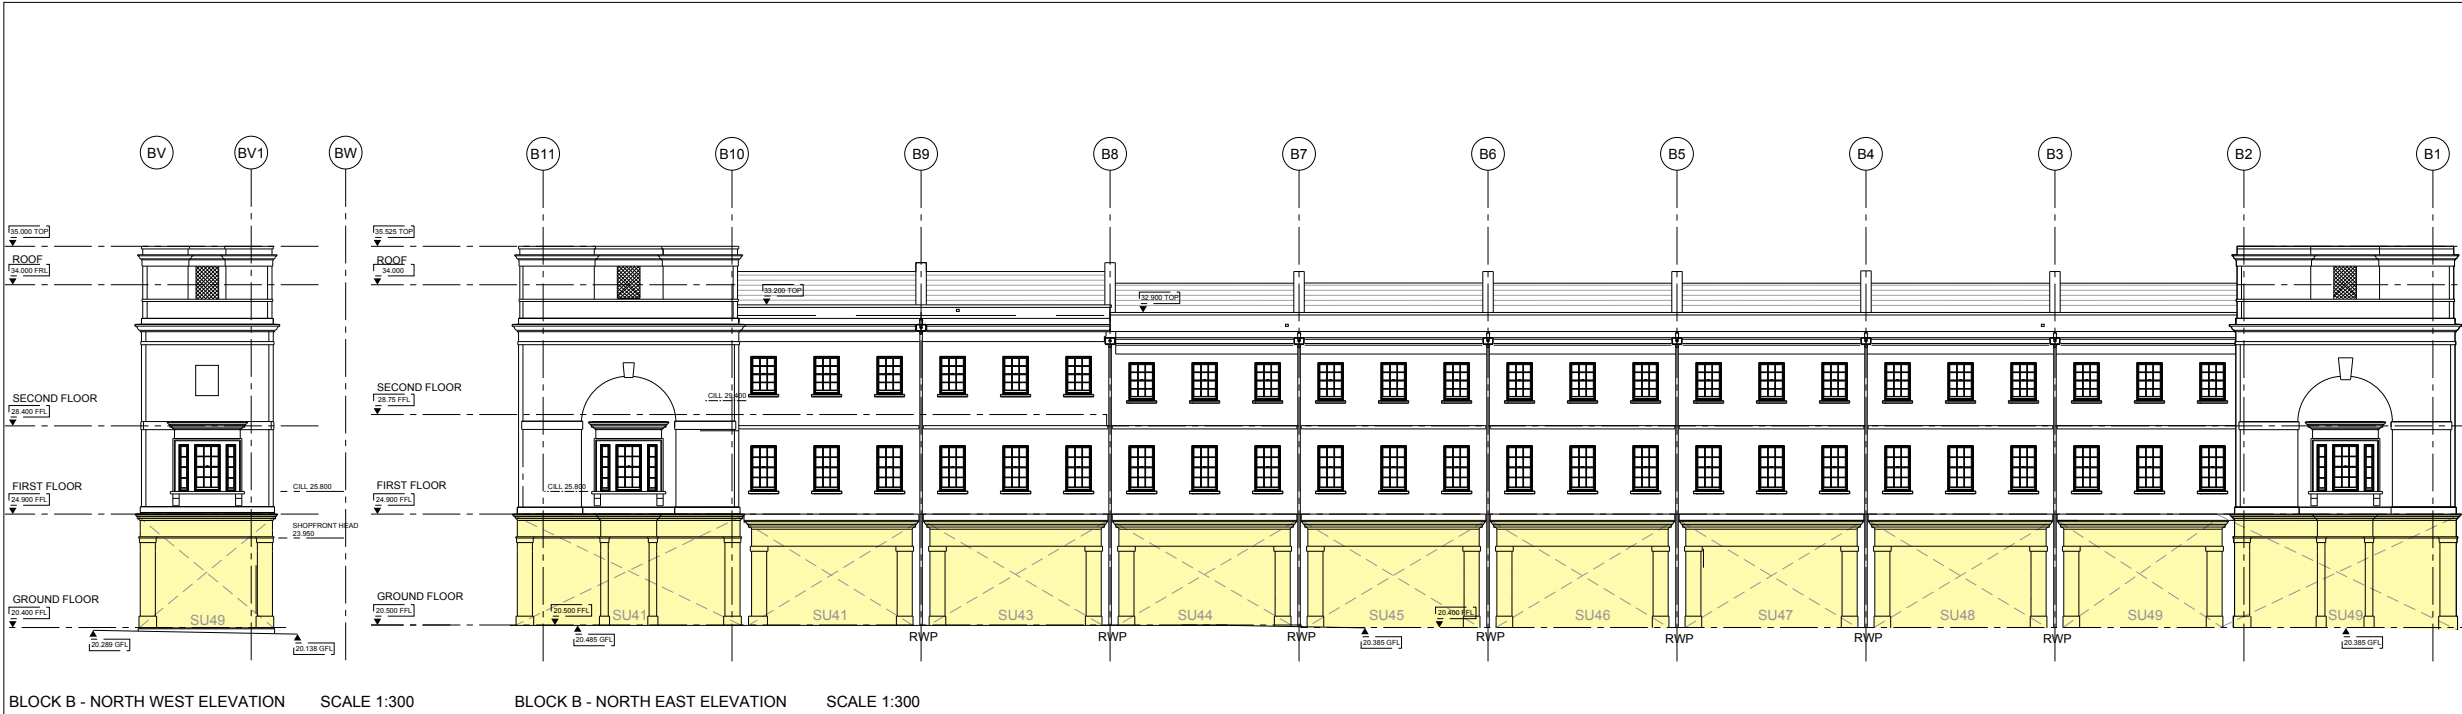 BV BV1 BW B11 B10 B9 B8 B7 B6 B5 B4 B3 B2 B1
35.000 TOP
ROOF
34.000 FRL
35.525 TOP
ROOF
34.000
33.200 TOP
32.900 TOP
SECOND FLOOR
28.400 FFL
SECOND FLOOR
28.75 FFL
CILL 29.400
FIRST FLOOR
24.900 FFL
CILL 25.800
FIRST FLOOR
24.900 FFL
CILL 25.800
SHOPFRONT HEAD
23.950
GROUND FLOOR
20.400 FFL
GROUND FLOOR
20.500 FFL
20.500 FFL
20.400 FFL
SU49 SU41 SU41 SU43 SU44 SU45 SU46 SU47 SU48 SU49 SU49
RWP RWP RWP RWP RWP RWP RWP
20.289 GFL
20.138 GFL
20.485 GFL
20.385 GFL
20.385 GFL
BLOCK B - NORTH WEST ELEVATION SCALE 1:300
BLOCK B - NORTH EAST ELEVATION SCALE 1:300